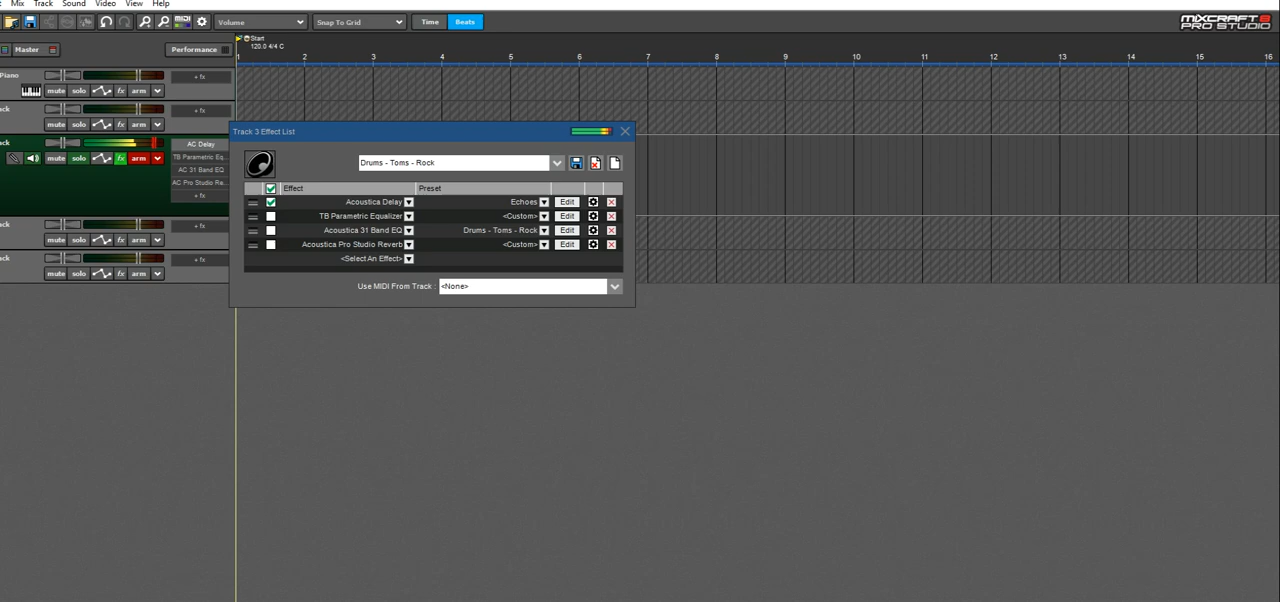 Mix Track Sound Video View Help
midi Volume Snap To Grid Time Beats MIXCRAFT 8 PRO STUDIO
Start
120.0 4/4 C
Master Performance
1 2 3 4 5 6 7 8 9 10 11 12 13 14 15 16
Piano + fx
mute solo fx arm
ck + fx
mute solo fx arm
Track 3 Effect List
ck AC Delay
mute solo fx arm TB Parametric Eq...
AC 31 Band EQ
AC Pro Studio Re...
+ fx
Drums - Toms - Rock
Effect Preset
Acoustica Delay Echoes Edit
TB Parametric Equalizer <Custom> Edit
Acoustica 31 Band EQ Drums - Toms - Rock Edit
Acoustica Pro Studio Reverb <Custom> Edit
<Select An Effect>
Use MIDI From Track : <None>
ck + fx
mute solo fx arm
ck + fx
mute solo fx arm